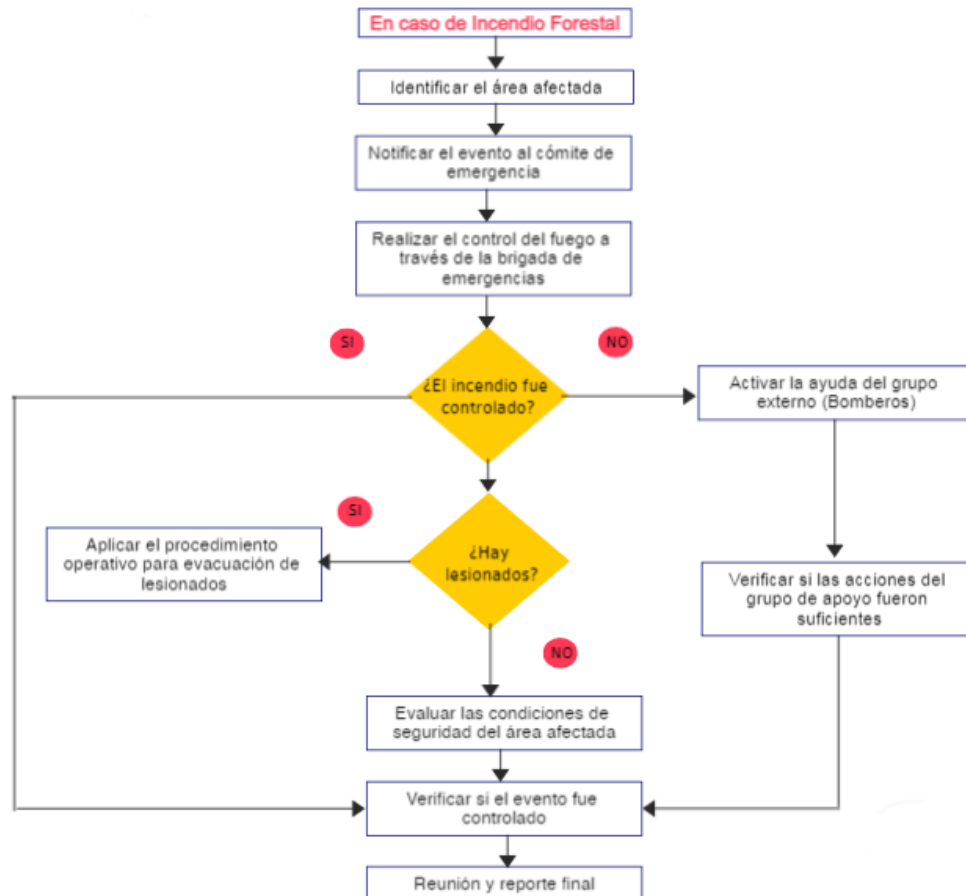 En caso de Incendio Forestal
Identificar el área afectada
Notificar el evento al cómite de
emergencia
Realizar el control del fuego a
través de la brigada de
emergencias
SI
NO
¿El incendio fue
controlado?
Activar la ayuda del grupo
externo (Bomberos)
SI
Aplicar el procedimiento
operativo para evacuación de
lesionados
¿Hay
lesionados?
Verificar si las acciones del
grupo de apoyo fueron
suficientes
NO
Evaluar las condiciones de
seguridad del área afectada
Verificar si el evento fue
controlado
Reunión y reporte final